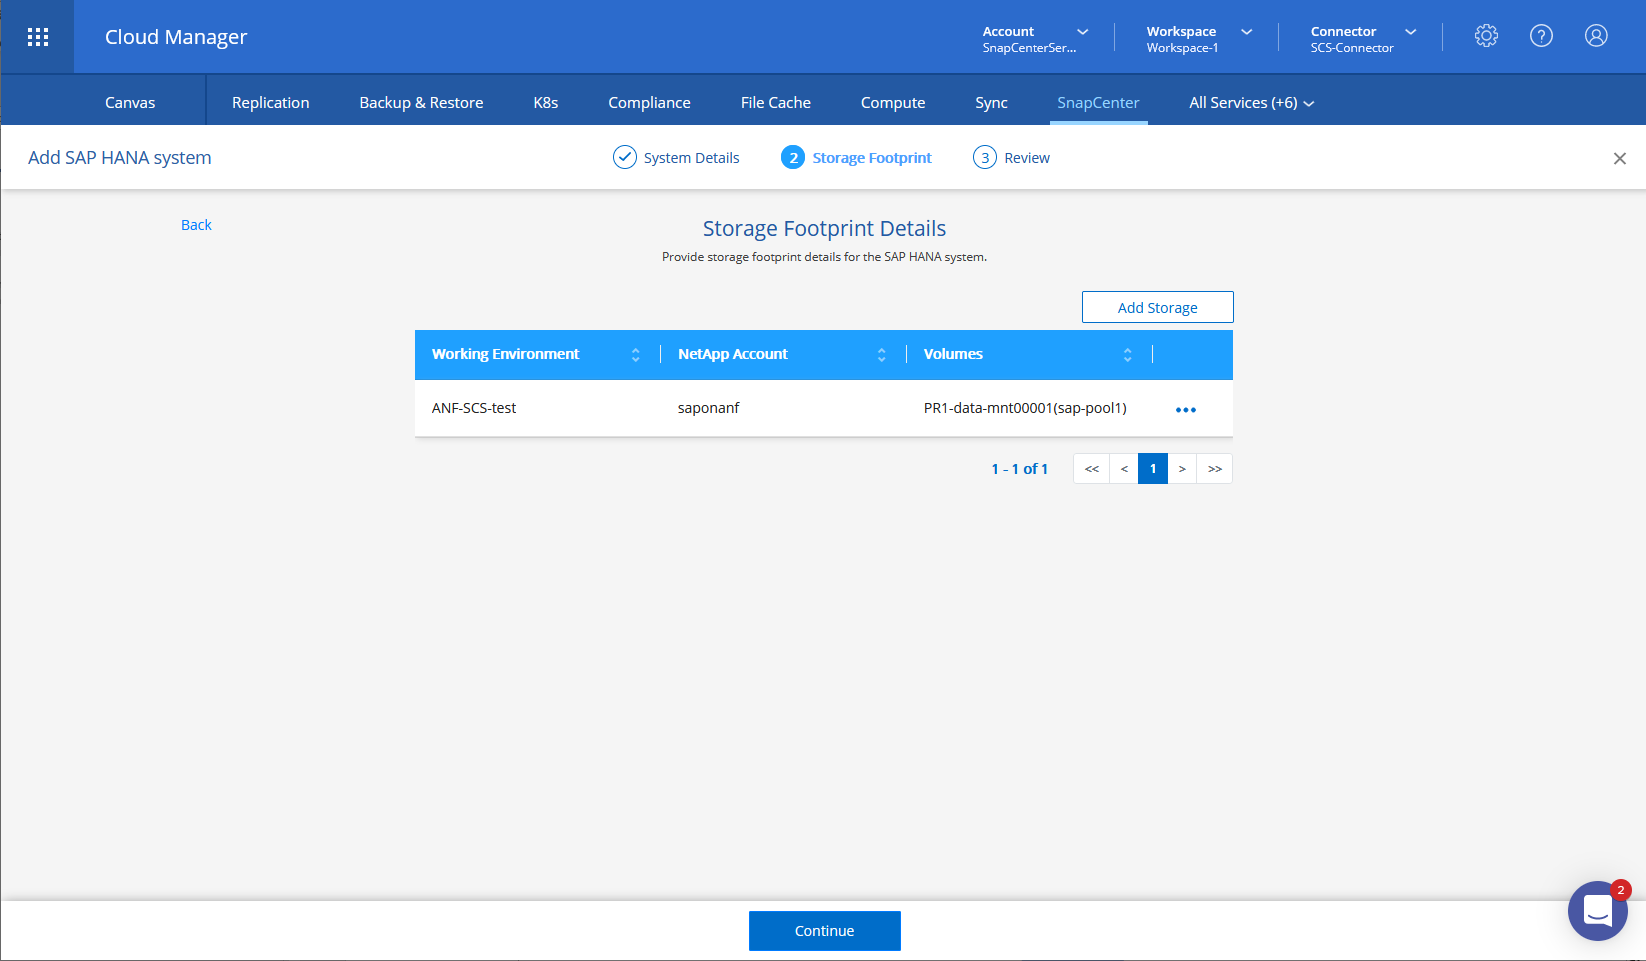 Cloud Manager
Account
SnapCenterSer...
Workspace
Workspace-1
Connector
SCS-Connector
?
Canvas
Replication
Backup & Restore
K8s
Compliance
File Cache
Compute
Sync
SnapCenter
All Services (+6)
Add SAP HANA system
System Details
2 Storage Footprint
3 Review
Back
Storage Footprint Details
Provide storage footprint details for the SAP HANA system.
Add Storage
Working Environment
NetApp Account
Volumes
ANF-SCS-test
saponanf
PR1-data-mnt00001(sap-pool1)
1 - 1 of 1
<< < 1 > >>
2
Continue